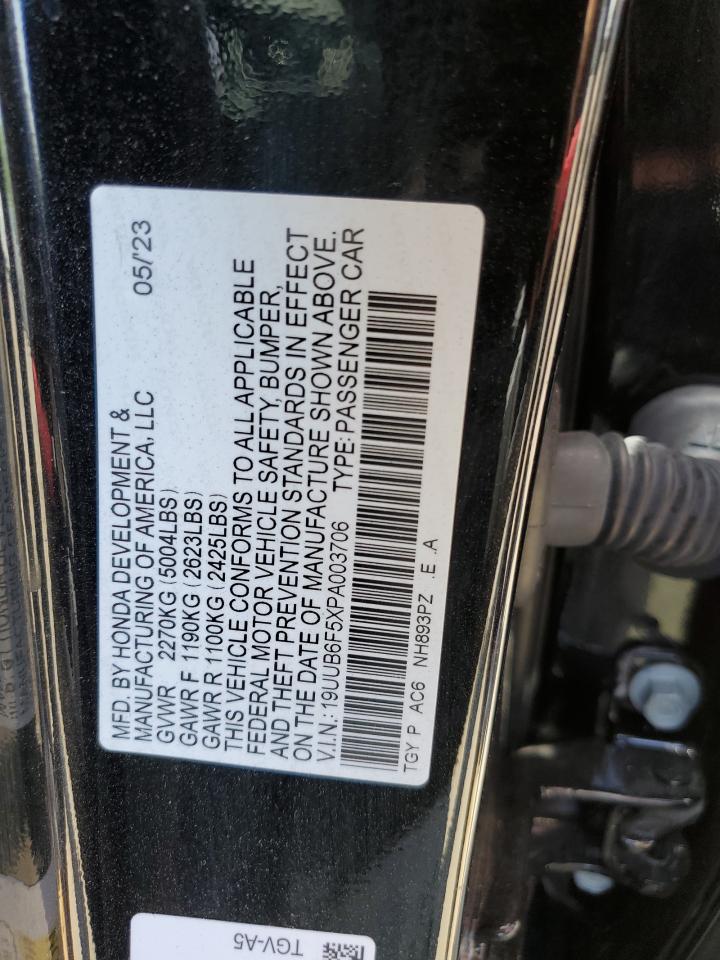 MFD. BY HONDA DEVELOPMENT &
MANUFACTURING OF AMERICA, LLC 05/'23
GVWR 2270KG (5004LBS)
GAWR F 1190KG (2623LBS)
GAWR R 1100KG (2425LBS)
THIS VEHICLE CONFORMS TO ALL APPLICABLE
FEDERAL MOTOR VEHICLE SAFETY, BUMPER,
AND THEFT PREVENTION STANDARDS IN EFFECT
ON THE DATE OF MANUFACTURE SHOWN ABOVE.
V.I.N.: 19UUB6F5XPA003706 TYPE: PASSENGER CAR
TGY P AC6 NH893PZ .E .A
TGV-A5